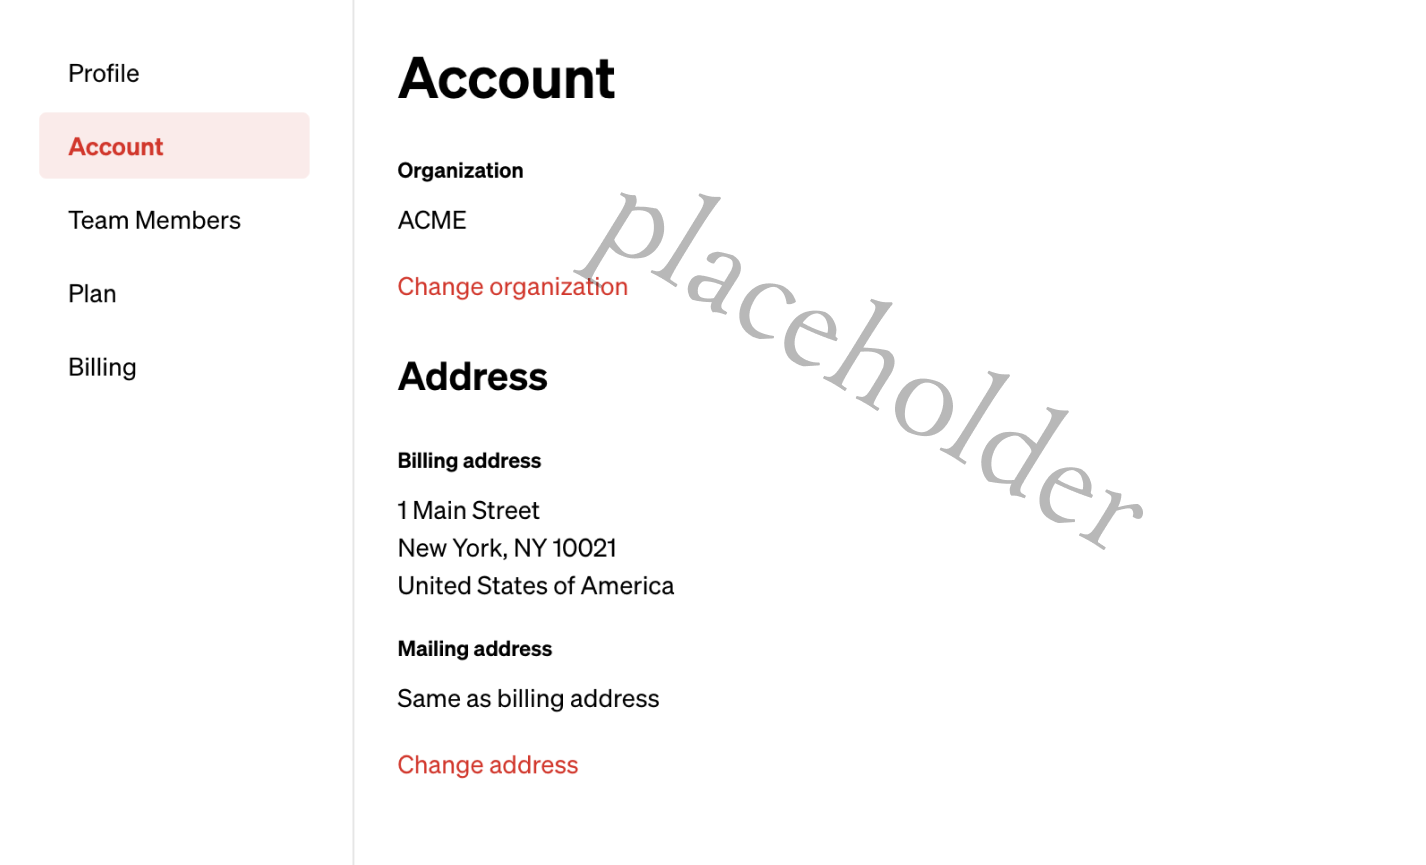 Profile
Account
Team Members
Plan
Billing
Account
Organization
ACME
Change organization
Address
Billing address
1 Main Street
New York, NY 10021
United States of America
Mailing address
Same as billing address
Change address
placeholder